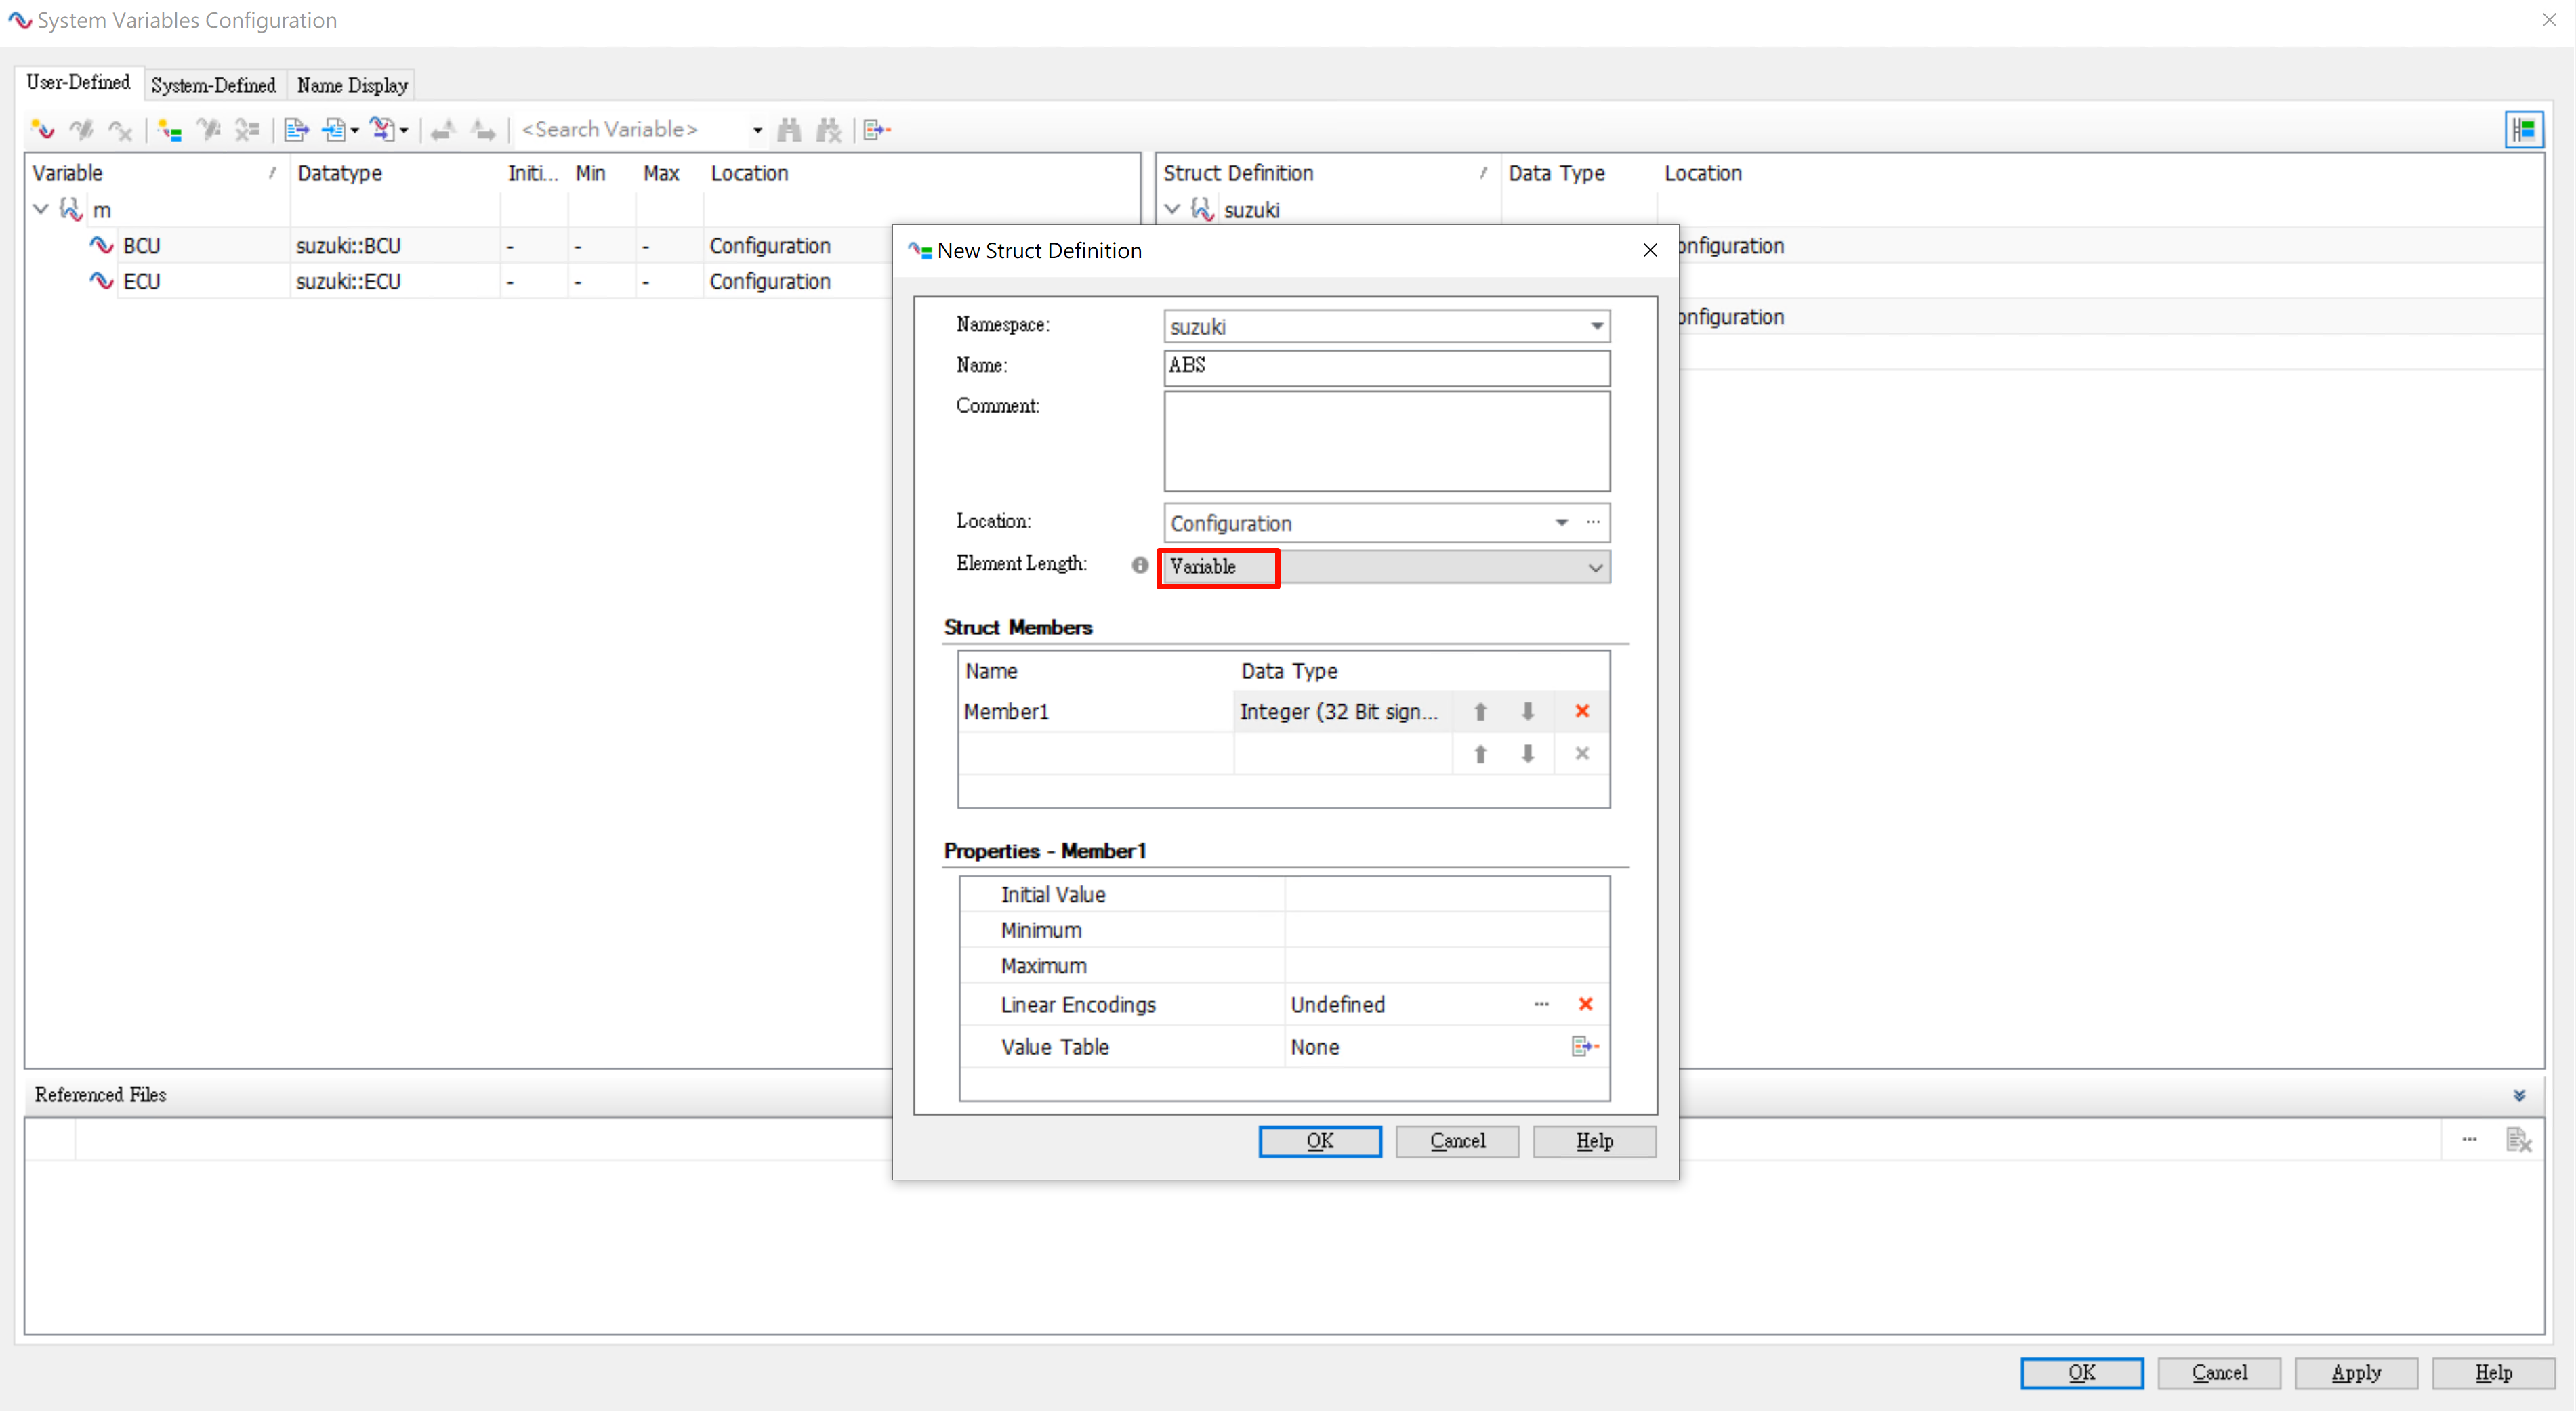 System Variables Configuration
User-Defined System-Defined Name Display
<Search Variable>
Variable Datatype Initi... Min Max Location
m
BCU suzuki::BCU - - - Configuration
ECU suzuki::ECU - - - Configuration
Struct Definition Data Type Location
suzuki
onfiguration
onfiguration
New Struct Definition
Namespace: suzuki
Name: ABS
Comment:
Location: Configuration ...
Element Length: Variable
Struct Members
Name Data Type
Member1 Integer (32 Bit sign...
Properties - Member1
Initial Value
Minimum
Maximum
Linear Encodings Undefined ...
Value Table None
OK Cancel Help
Referenced Files
...
OK Cancel Apply Help